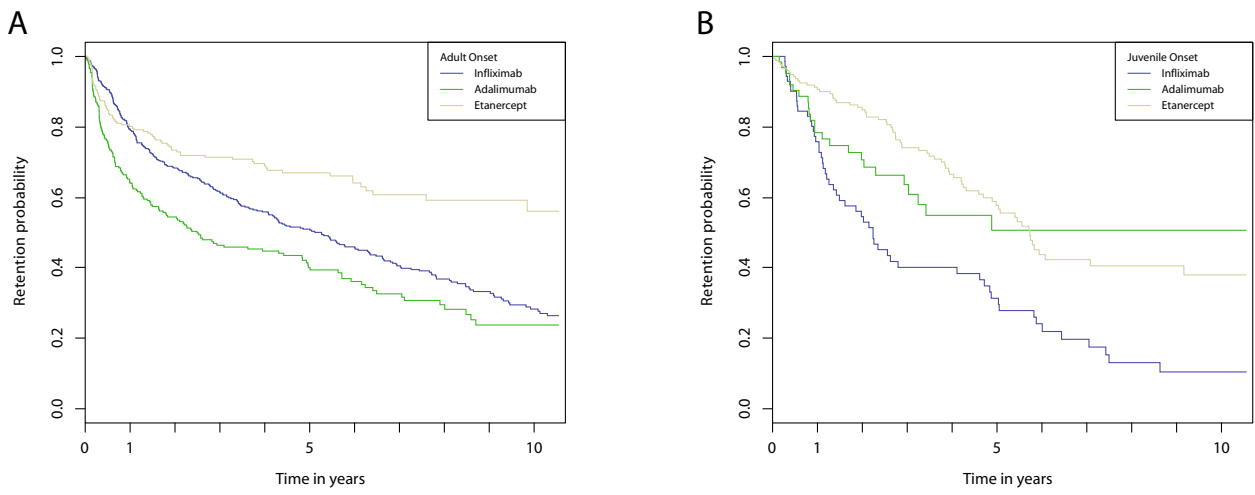 A
Retention probability
1.0
0.8
0.6
0.4
0.2
0.0
Adult Onset
Infliximab
Adalimumab
Etanercept
0 1 5 10
Time in years
B
Retention probability
1.0
0.8
0.6
0.4
0.2
0.0
Juvenile Onset
Infliximab
Adalimumab
Etanercept
0 1 5 10
Time in years